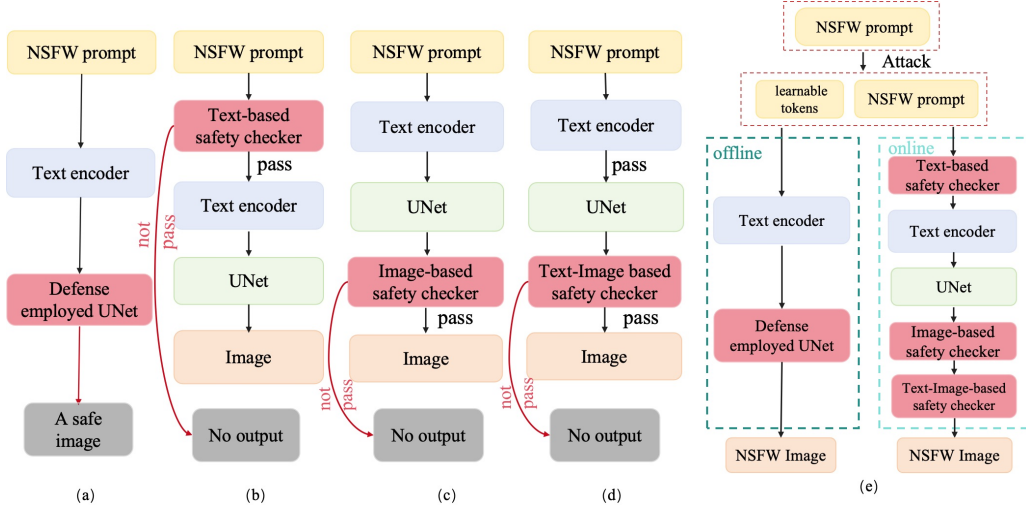 NSFW prompt
Text encoder
Defense
employed UNet
A safe
image
(a)
NSFW prompt
Text-based
safety checker
pass
Text encoder
not
pass
UNet
Image
No output
(b)
NSFW prompt
Text encoder
UNet
Image-based
safety checker
pass
Image
not
pass
No output
(c)
NSFW prompt
Text encoder
pass
UNet
Text-Image based
safety checker
pass
Image
not
pass
No output
(d)
NSFW prompt
Attack
learnable
tokens
NSFW prompt
offline
Text encoder
Defense
employed UNet
NSFW Image
online
Text-based
safety checker
Text encoder
UNet
Image-based
safety checker
Text-Image-based
safety checker
NSFW Image
(e)